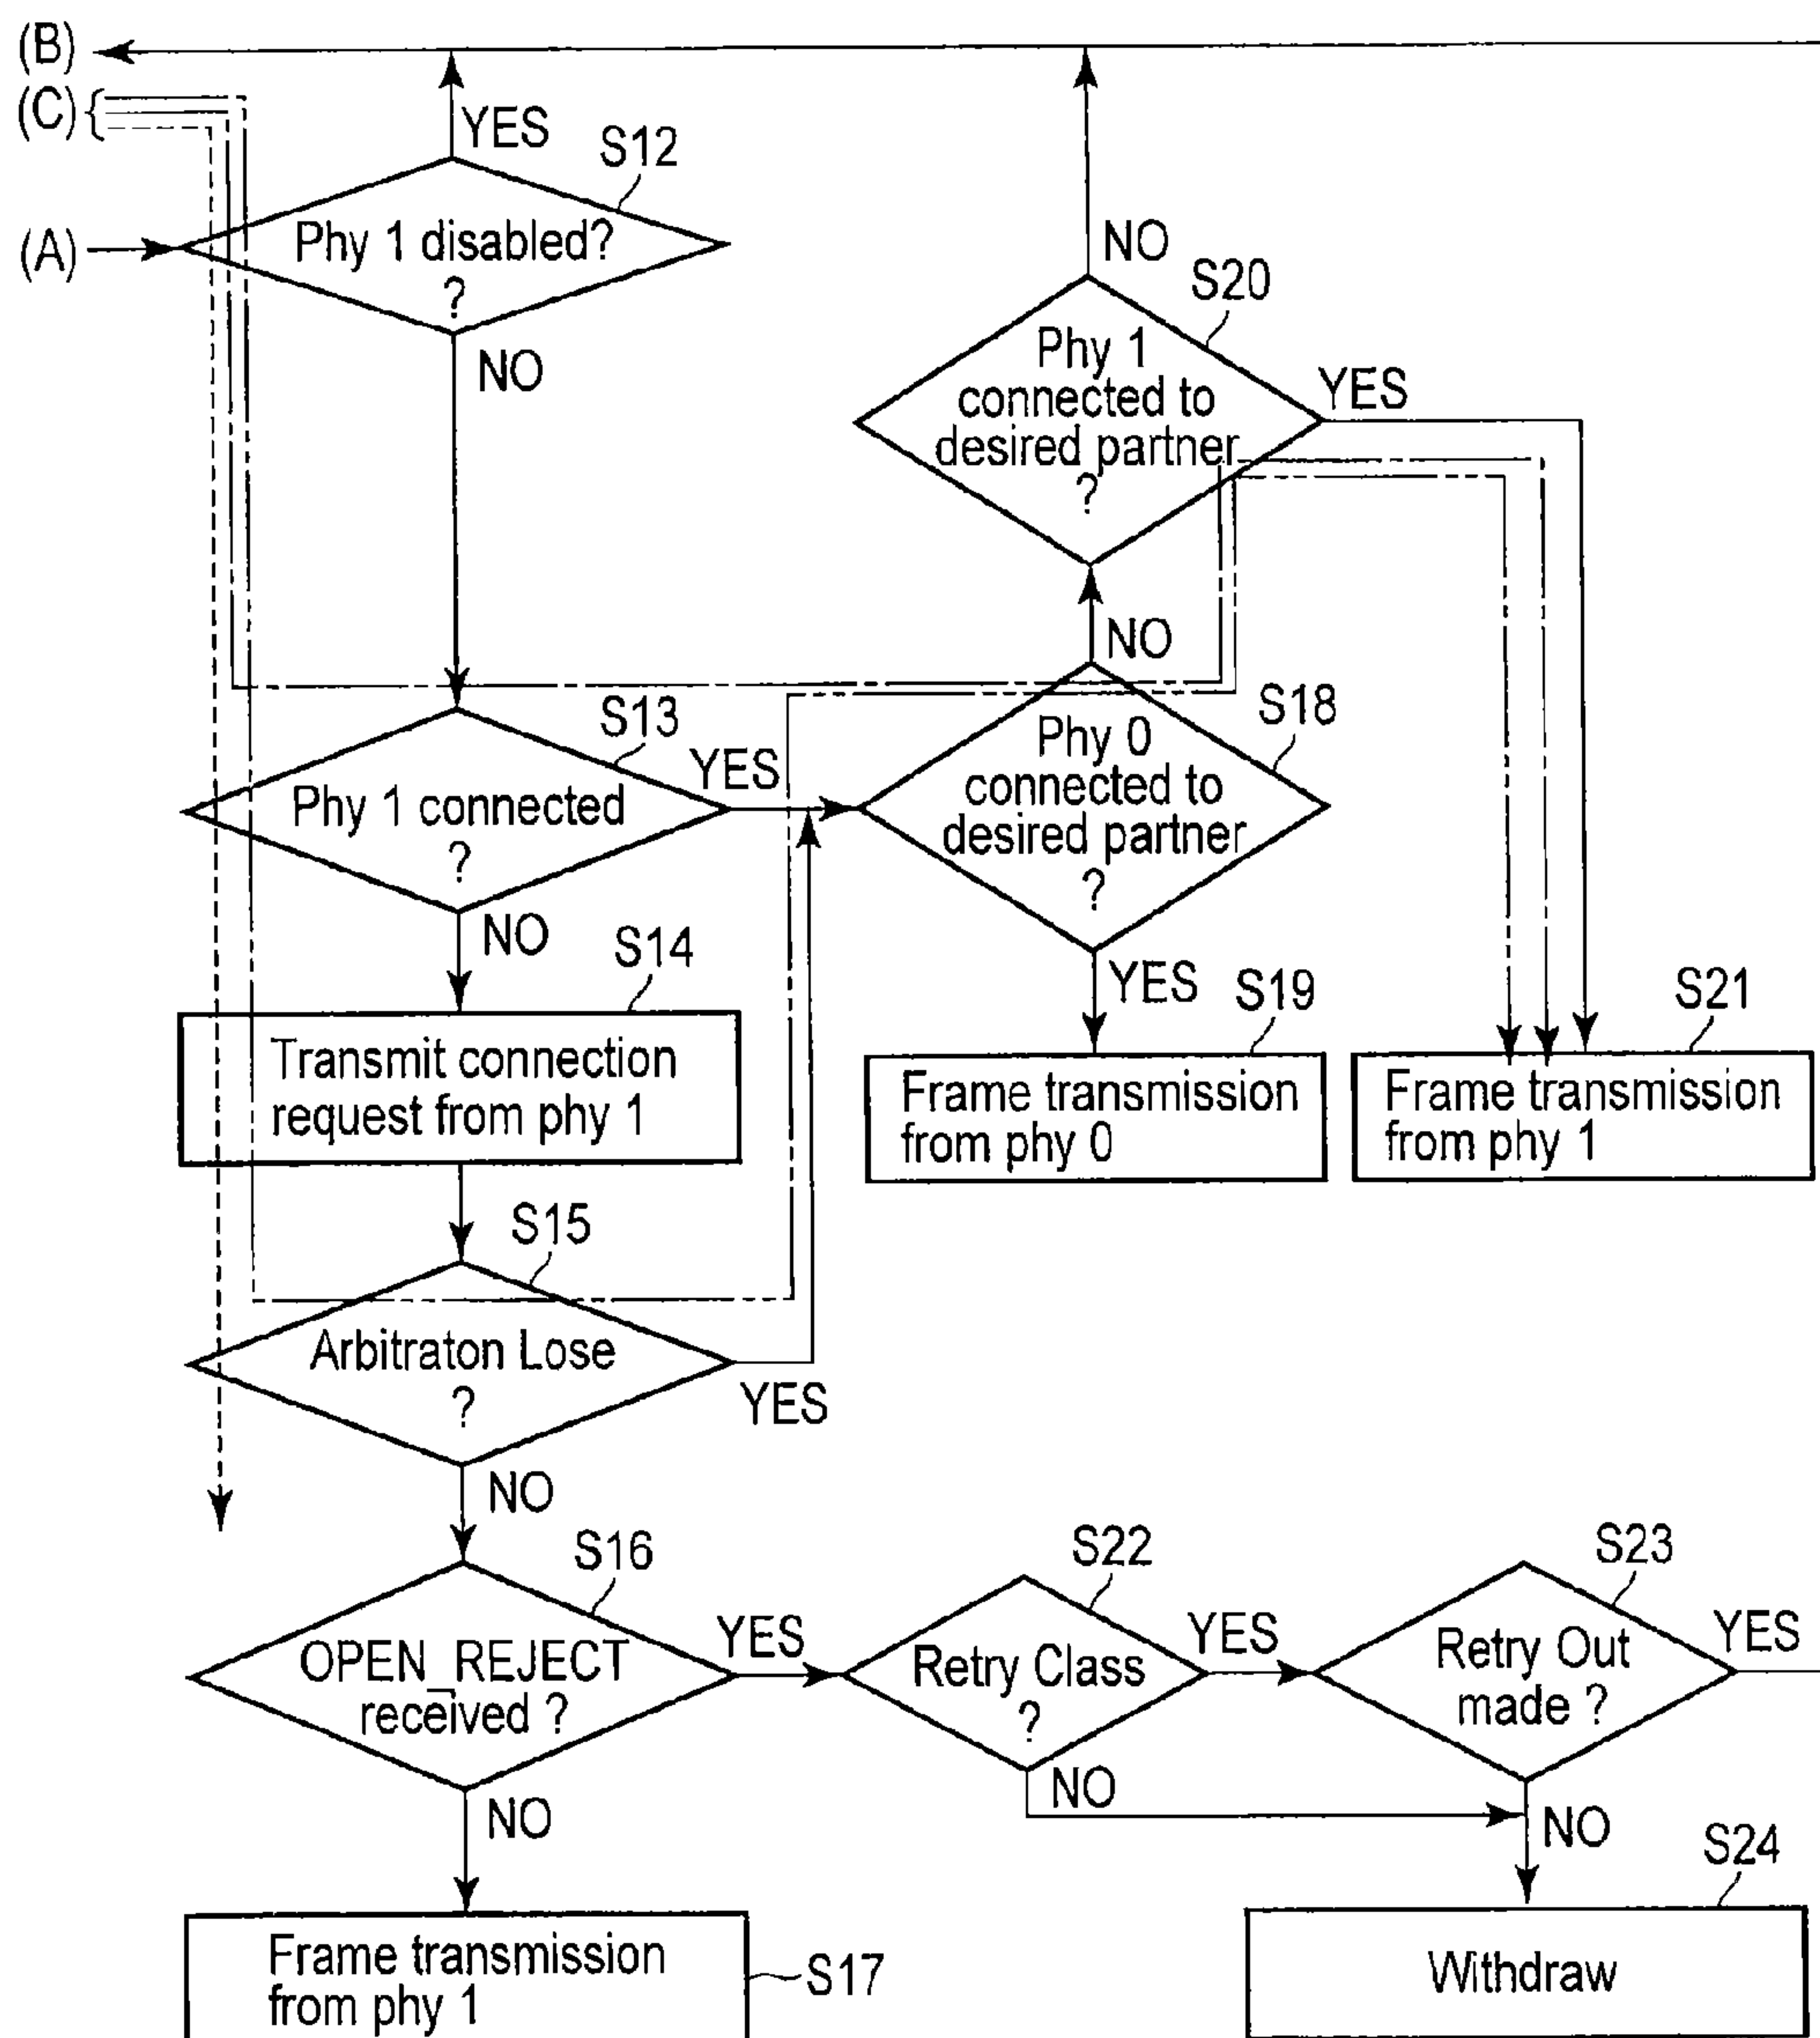 (B)
(C)
(A)
YES
S12
Phy 1 disabled?
?
NO
NO
S20
Phy 1
connected to
desired partner
?
YES
NO
S13
Phy 1 connected
?
YES
NO
S18
Phy 0
connected to
desired partner
?
YES
S14
Transmit connection
request from phy 1
S19
Frame transmission
from phy 0
S21
Frame transmission
from phy 1
S15
Arbitraton Lose
?
YES
NO
S16
OPEN_REJECT
received ?
YES
NO
S22
Retry Class
?
YES
NO
S23
Retry Out
made ?
YES
NO
S17
Frame transmission
from phy 1
S24
Withdraw